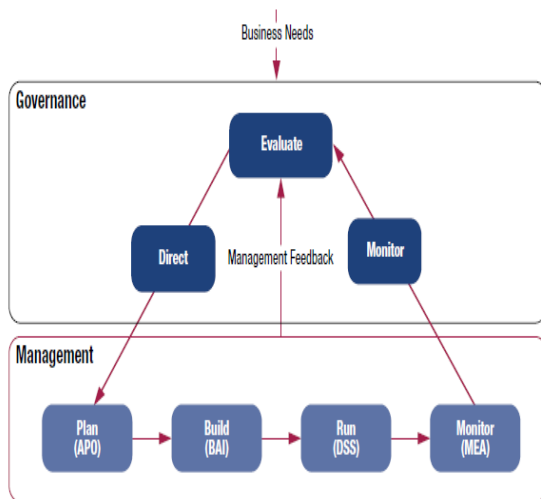 Business Needs
Governance
Evaluate
Direct
Management Feedback
Monitor
Management
Plan
(APO)
Build
(BAI)
Run
(DSS)
Monitor
(MEA)